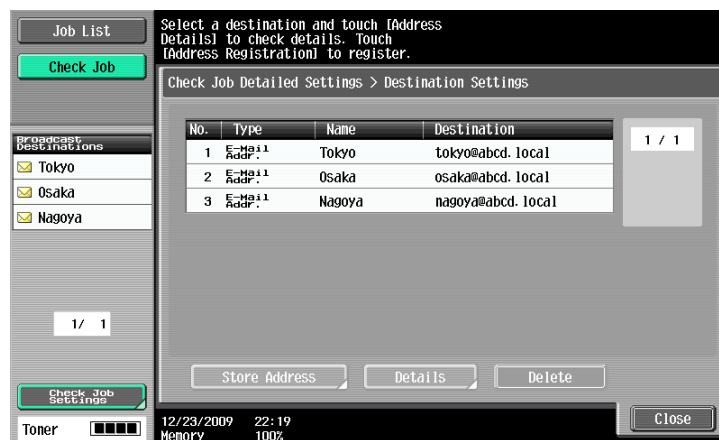 Job List
Check Job
Select a destination and touch [Address
Details] to check details. Touch
[Address Registration] to register.
Check Job Detailed Settings > Destination Settings
Broadcast
Destinations
Tokyo
Osaka
Nagoya
1/ 1
No. Type Name Destination
1 E-Mail Addr. Tokyo tokyo@abcd.local
2 E-Mail Addr. Osaka osaka@abcd.local
3 E-Mail Addr. Nagoya nagoya@abcd.local
1 / 1
Store Address Details Delete
Check Job
Settings
Toner
12/23/2009 22:19
Memory 100%
Close